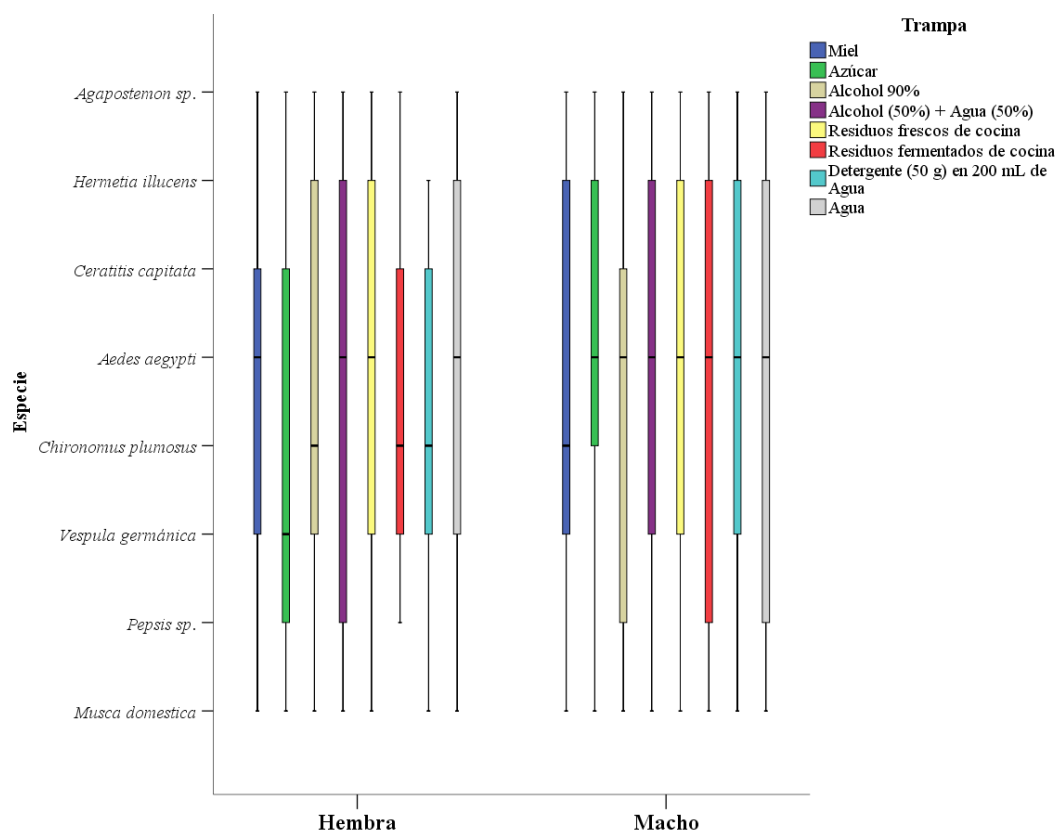 Trampa
Miel
Azúcar
Alcohol 90%
Alcohol (50%) + Agua (50%)
Residuos frescos de cocina
Residuos fermentados de cocina
Detergente (50 g) en 200 mL de
Agua
Agua
Especie
Agapostemon sp.
Hermetia illucens
Ceratitis capitata
Aedes aegypti
Chironomus plumosus
Vespula germánica
Pepsis sp.
Musca domestica
Hembra
Macho